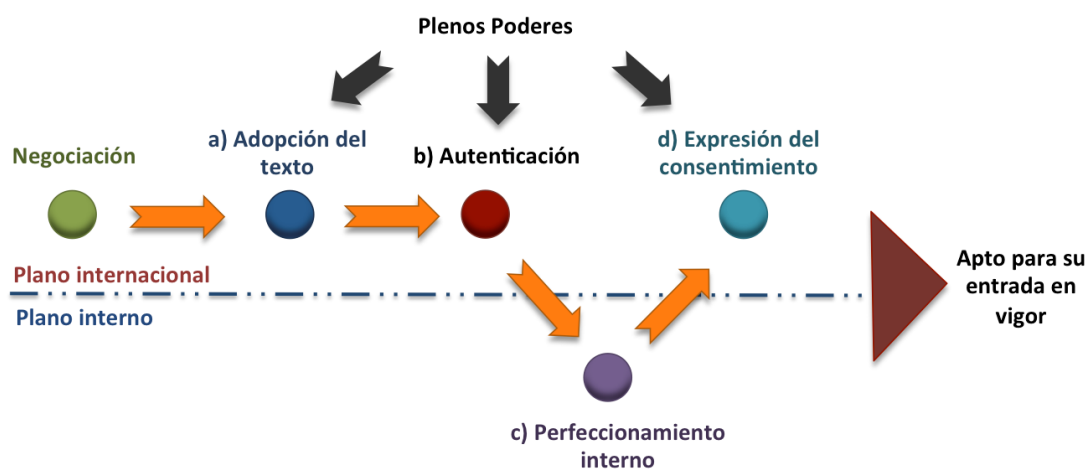 Plenos Poderes
Negociación
a) Adopción del
texto
b) Autenticación
d) Expresión del
consentimiento
Plano internacional
Plano interno
Apto para su
entrada en
vigor
c) Perfeccionamiento
interno